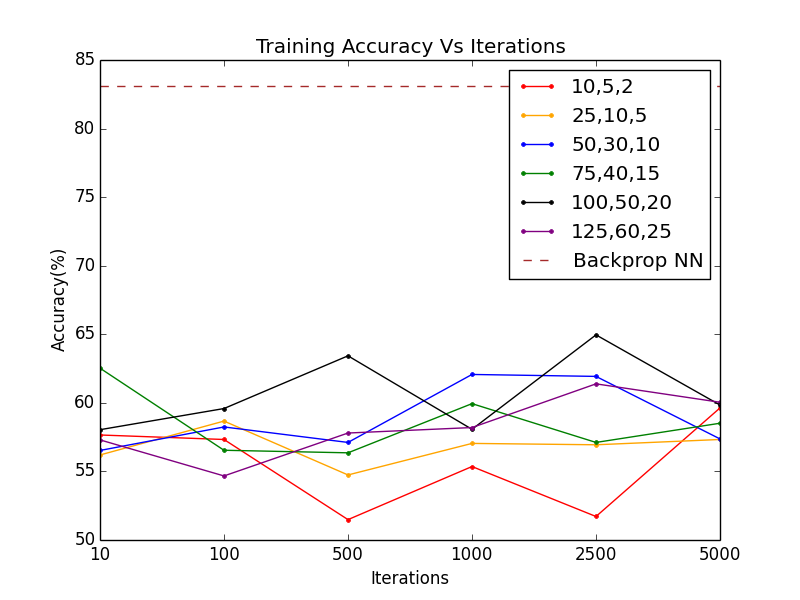 Training Accuracy Vs Iterations
85
80
75
70
65
60
55
50
Accuracy(%)
10,5,2
25,10,5
50,30,10
75,40,15
100,50,20
125,60,25
Backprop NN
10 100 500 1000 2500 5000
Iterations